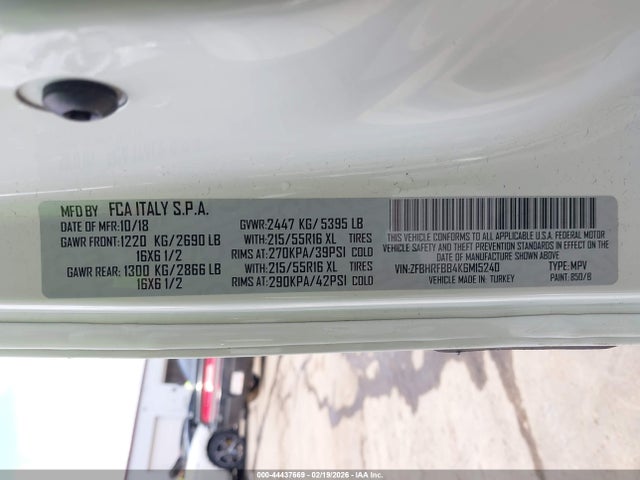 MFD BY FCA ITALY S.P.A.
DATE OF MFR:10/18 GVWR:2447 KG/5395 LB
GAWR FRONT:1220 KG/2690 LB WITH:215/55R16 XL TIRES
16X6 1/2 RIMS AT:270KPA/39PSI COLD
GAWR REAR:1300 KG/2866 LB WITH:215/55R16 XL TIRES
16X6 1/2 RIMS AT:290KPA/42PSI COLD
THIS VEHICLE CONFORMS TO ALL APPLICABLE U.S.A. FEDERAL MOTOR
VEHICLE SAFETY STANDARDS IN EFFECT ON THE
DATE OF MANUFACTURE SHOWN ABOVE
VIN:ZFBHRFBB4K6M15240 TYPE: MPV
VEHICLE MADE IN: TURKEY PAINT: 850/B
000-44437669 - 02/19/2026 - IAA Inc.